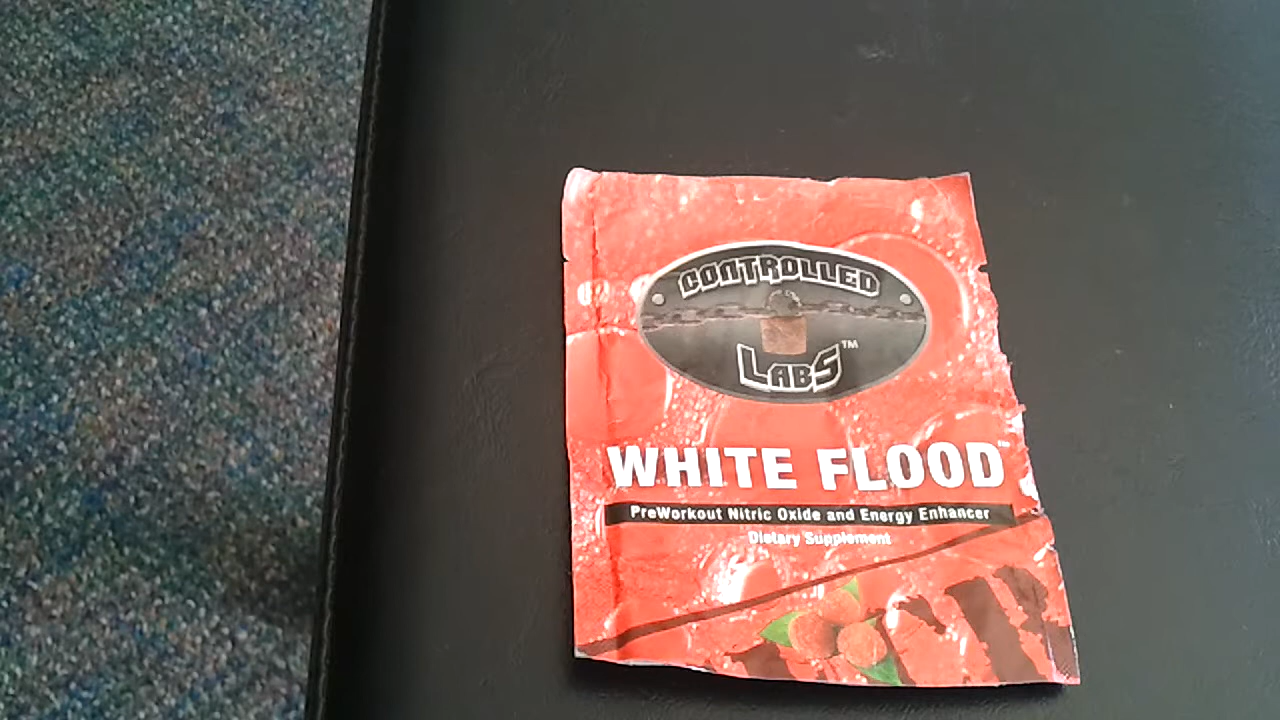 CONTROLLED
LABS™
WHITE FLOOD™
PreWorkout Nitric Oxide and Energy Enhancer
Dietary Supplement